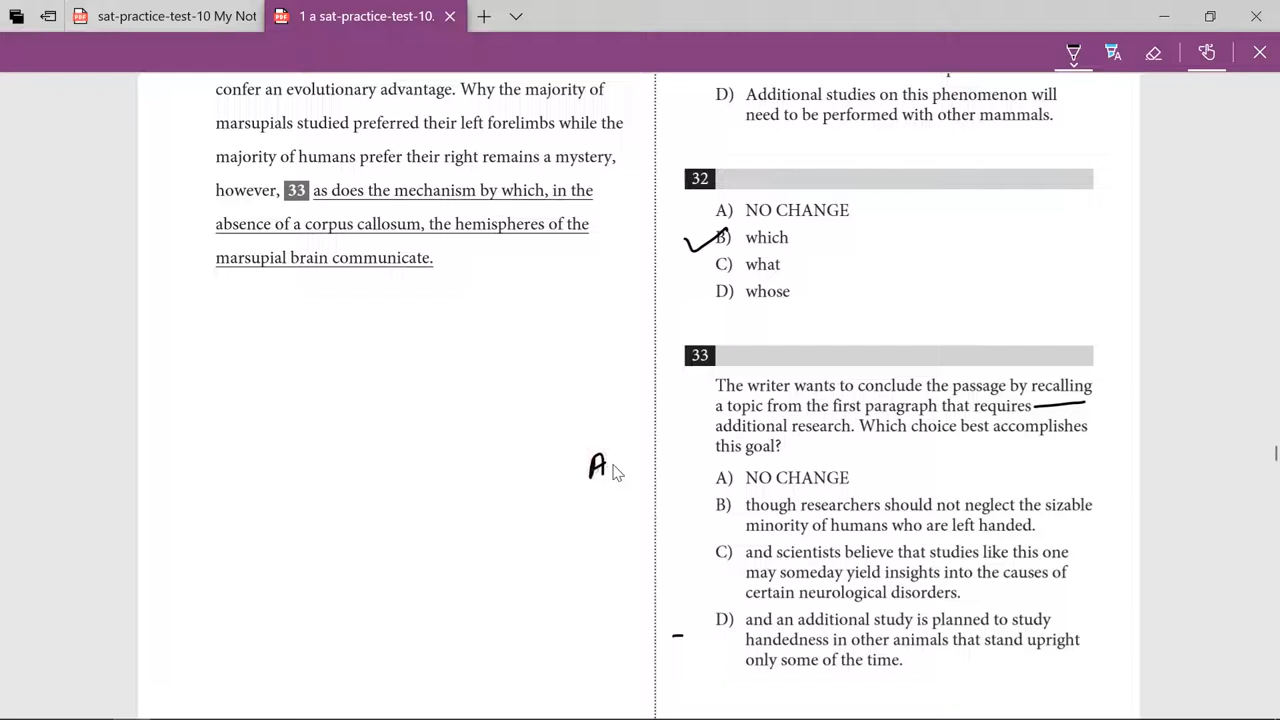 sat-practice-test-10 My Not
1 a sat-practice-test-10.
confer an evolutionary advantage. Why the majority of
marsupials studied preferred their left forelimbs while the
majority of humans prefer their right remains a mystery,
however, 33 as does the mechanism by which, in the
absence of a corpus callosum, the hemispheres of the
marsupial brain communicate.
A
D) Additional studies on this phenomenon will
need to be performed with other mammals.
32
A) NO CHANGE
B) which
C) what
D) whose
33
The writer wants to conclude the passage by recalling
a topic from the first paragraph that requires
additional research. Which choice best accomplishes
this goal?
A) NO CHANGE
B) though researchers should not neglect the sizable
minority of humans who are left handed.
C) and scientists believe that studies like this one
may someday yield insights into the causes of
certain neurological disorders.
D) and an additional study is planned to study
handedness in other animals that stand upright
only some of the time.